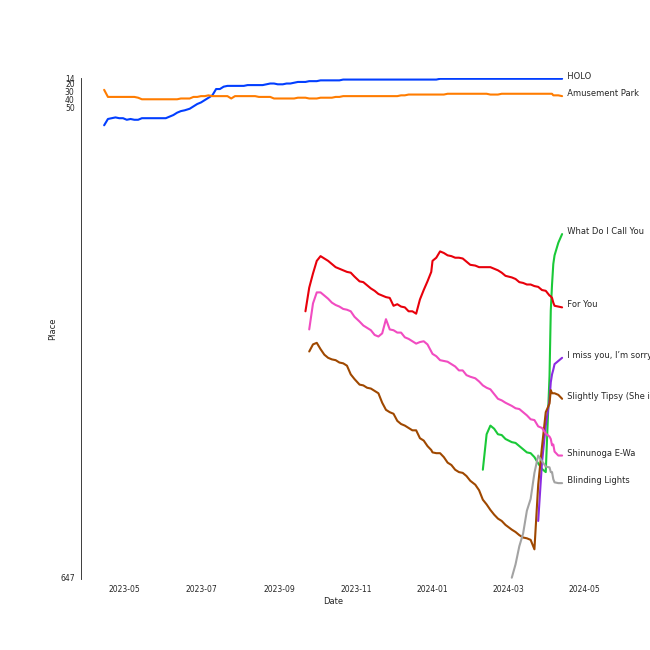 14
20
30
40
50
647
Place
HOLO
Amusement Park
What Do I Call You
For You
I miss you, I'm sorry
Slightly Tipsy (She i
Shinunoga E-Wa
Blinding Lights
2023-05
2023-07
2023-09
2023-11
2024-01
2024-03
2024-05
Date